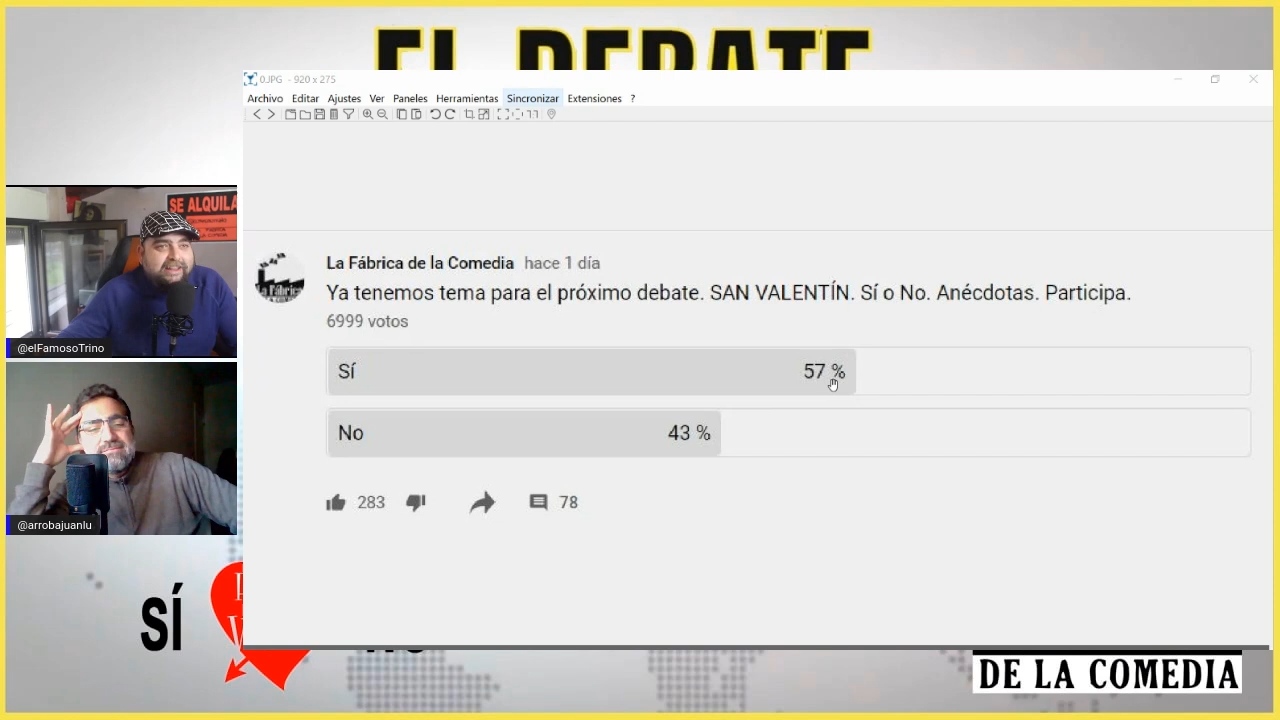 EL DEBATE
0.JPG - 920 x 275
Archivo Editar Ajustes Ver Paneles Herramientas Sincronizar Extensiones ?
SE ALQUILA
@elFamosoTrino
@arrobajuanlu
La Fábrica de la Comedia hace 1 día
Ya tenemos tema para el próximo debate. SAN VALENTÍN. Sí o No. Anécdotas. Participa.
6999 votos
Sí 57 %
No 43 %
283 78
SÍ
DE LA COMEDIA